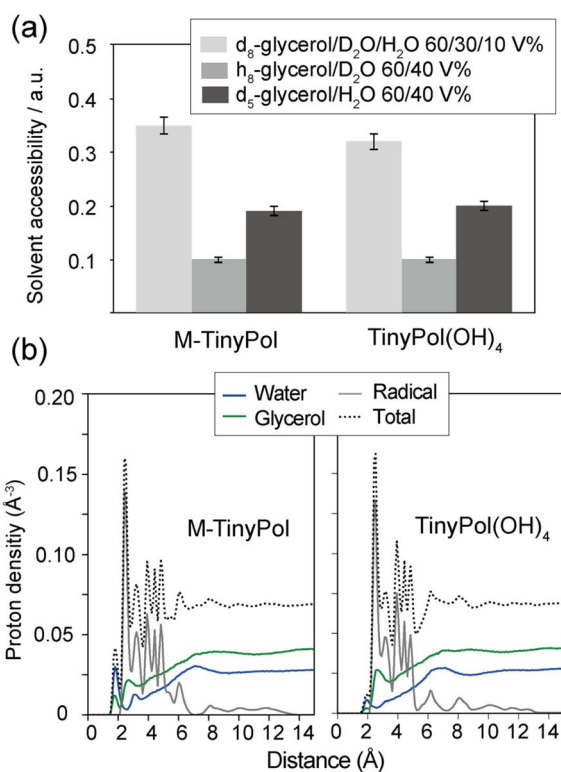 (a)
d₈-glycerol/D₂O/H₂O 60/30/10 V%
h₈-glycerol/D₂O 60/40 V%
d₅-glycerol/H₂O 60/40 V%
Solvent accessibility / a.u.
0.5
0.4
0.3
0.2
0.1
M-TinyPol
TinyPol(OH)₄
(b)
Water
Radical
Glycerol
Total
Proton densitiy (Å⁻³)
0.20
0.15
0.10
0.05
0
M-TinyPol
TinyPol(OH)₄
0 2 4 6 8 10 12 14
0 2 4 6 8 10 12 14
Distance (Å)